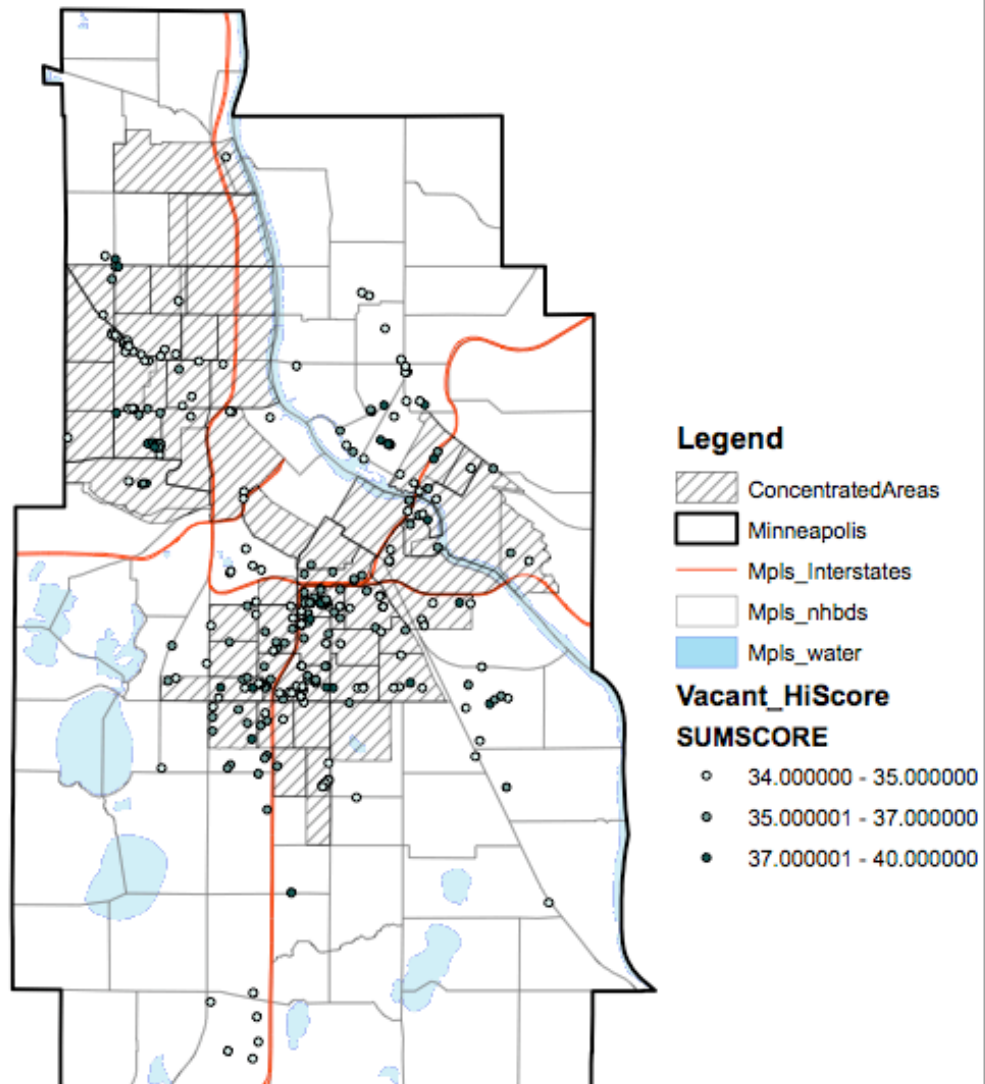 Legend
ConcentratedAreas
Minneapolis
Mpls_Interstates
Mpls_nhbds
Mpls_water
Vacant_HiScore
SUMSCORE
34.000000 - 35.000000
35.000001 - 37.000000
37.000001 - 40.000000